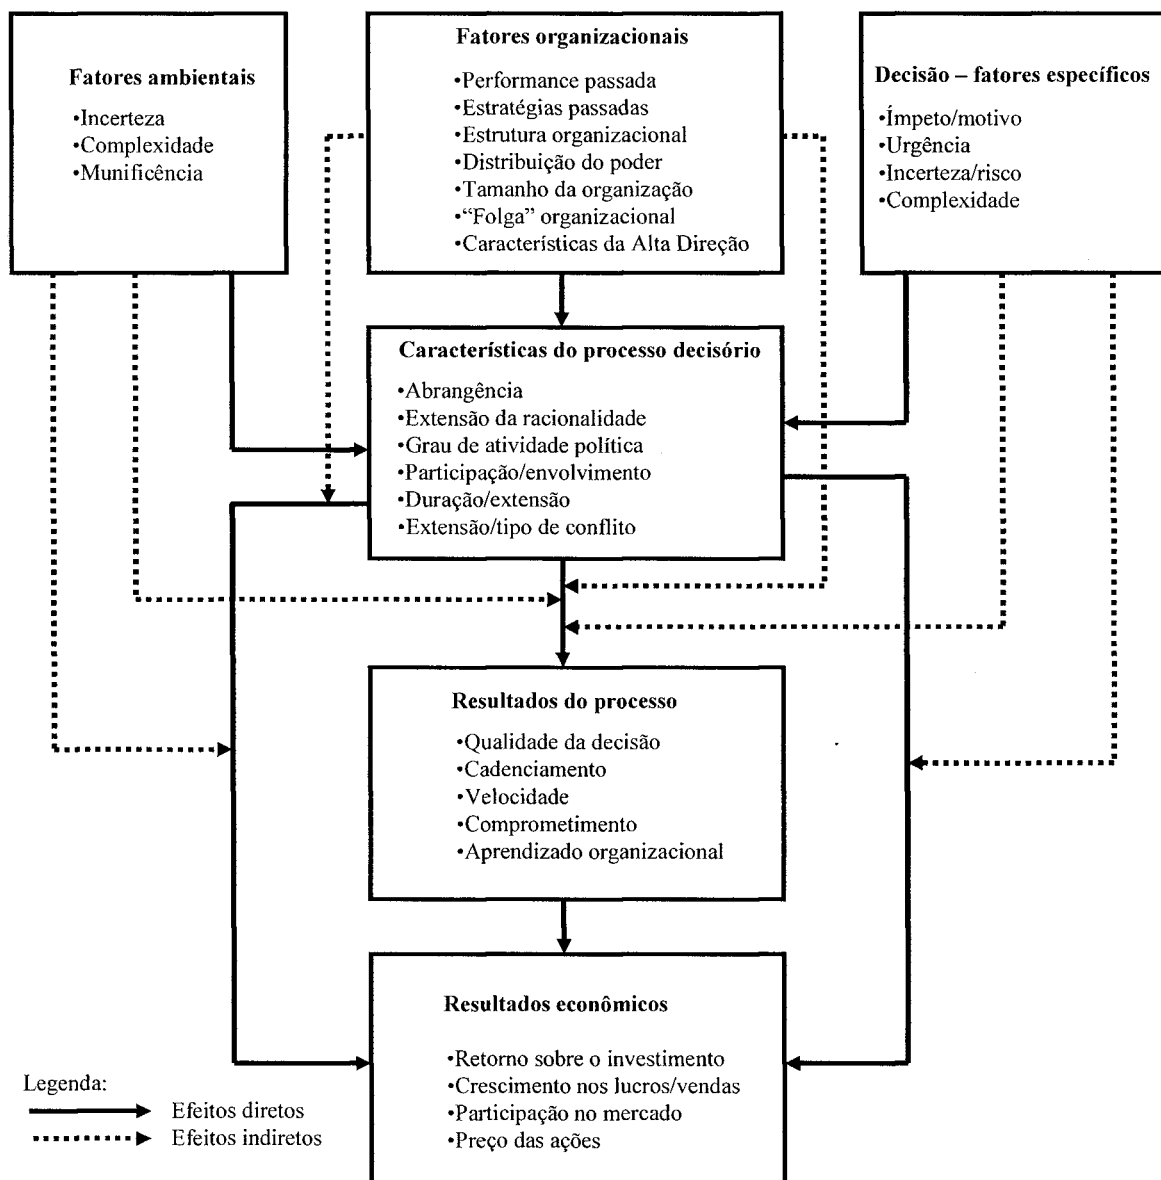 Fatores ambientais
•Incerteza
•Complexidade
•Munificência
Fatores organizacionais
•Performance passada
•Estratégias passadas
•Estrutura organizacional
•Distribuição do poder
•Tamanho da organização
•“Folga” organizacional
•Características da Alta Direção
Decisão – fatores específicos
•Ímpeto/motivo
•Urgência
•Incerteza/risco
•Complexidade
Características do processo decisório
•Abrangência
•Extensão da racionalidade
•Grau de atividade política
•Participação/envolvimento
•Duração/extensão
•Extensão/tipo de conflito
Resultados do processo
•Qualidade da decisão
•Cadenciamento
•Velocidade
•Comprometimento
•Aprendizado organizacional
Resultados econômicos
•Retorno sobre o investimento
•Crescimento nos lucros/vendas
•Participação no mercado
•Preço das ações
Legenda:
Efeitos diretos
Efeitos indiretos